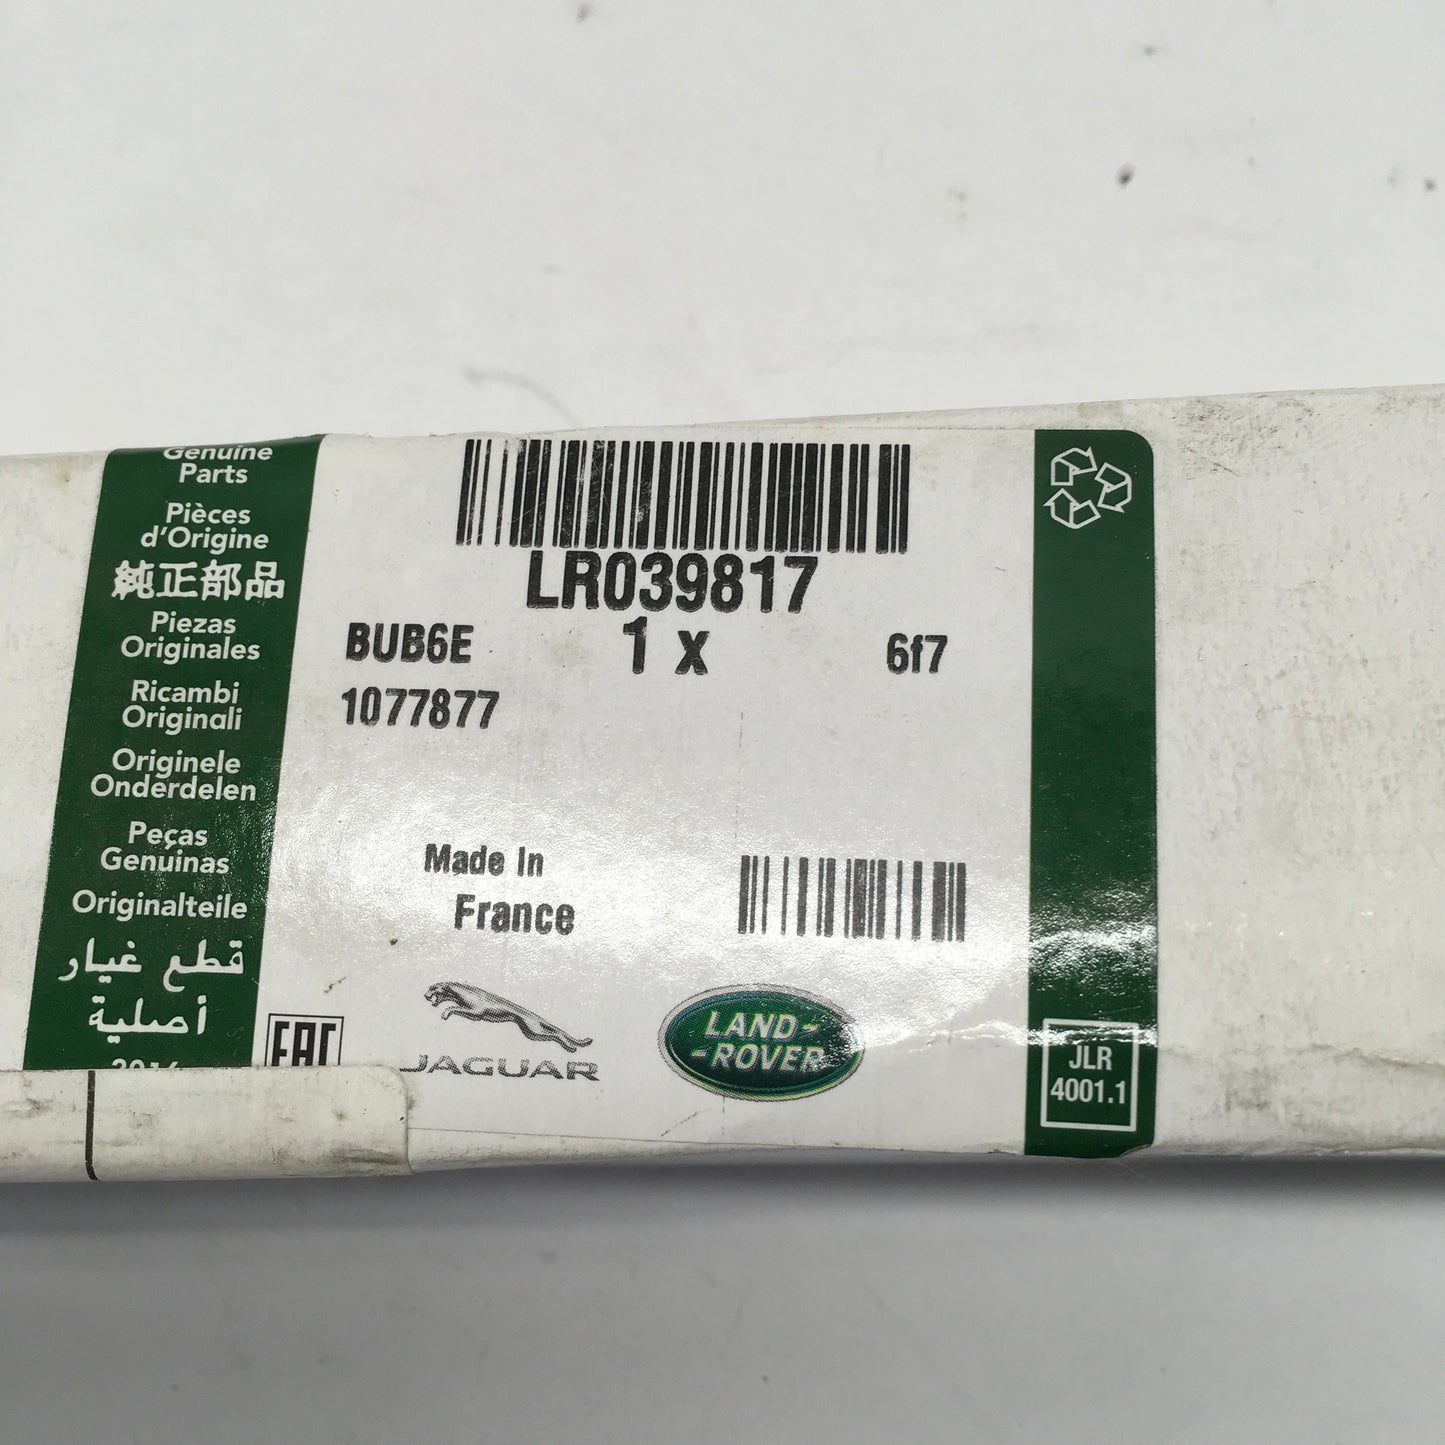 Genuine
Parts
Pièces
d'Origine
純正部品
Piezas
Originales
Ricambi
Originali
Originele
Onderdelen
Peças
Genuinas
Originalteile
قطع غيار
أصلية
LR039817
BUB6E 1 x 6f7
1077877
Made In
France
EAC
JAGUAR
LAND-
-ROVER
JLR
4001.1